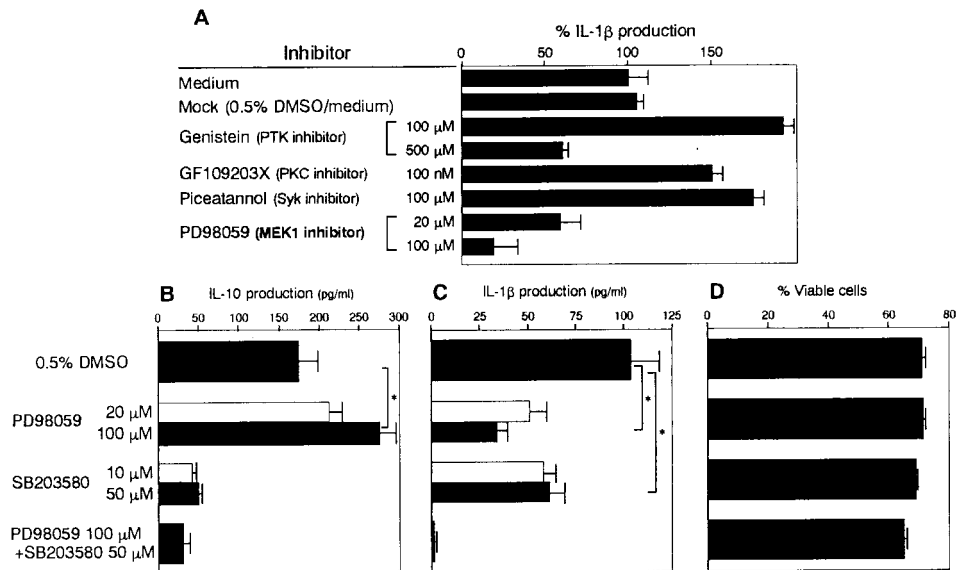 A
% IL-1β production
Inhibitor
0 50 100 150
Medium
Mock (0.5% DMSO/medium)
Genistein (PTK inhibitor) 100 μM
500 μM
GF109203X (PKC inhibitor) 100 nM
Piceatannol (Syk inhibitor) 100 μM
PD98059 (MEK1 inhibitor) 20 μM
100 μM
B IL-10 production (pg/ml)
0 50 100 150 200 250 300
C IL-1β production (pg/ml)
0 25 50 75 100 125
D % Viable cells
0 20 40 60 80
0.5% DMSO
PD98059 20 μM
100 μM
SB203580 10 μM
50 μM
PD98059 100 μM
+SB203580 50 μM
*
*
*